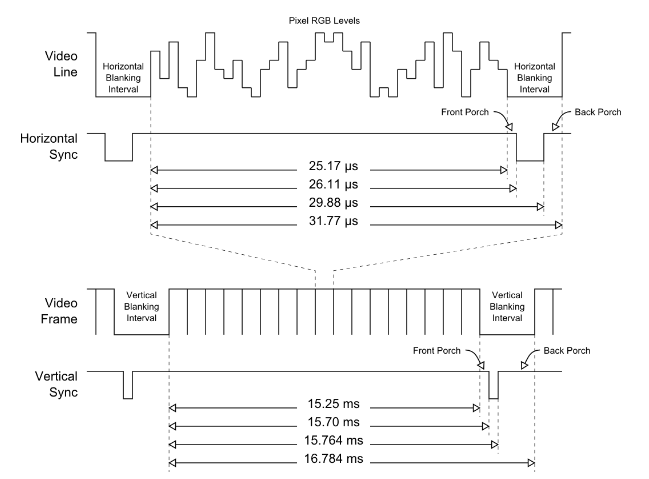 Pixel RGB Levels
Video
Line
Horizontal
Blanking
Interval
Horizontal
Blanking
Interval
Front Porch
Back Porch
Horizontal
Sync
25.17 µs
26.11 µs
29.88 µs
31.77 µs
Video
Frame
Vertical
Blanking
Interval
Vertical
Blanking
Interval
Front Porch
Back Porch
Vertical
Sync
15.25 ms
15.70 ms
15.764 ms
16.784 ms